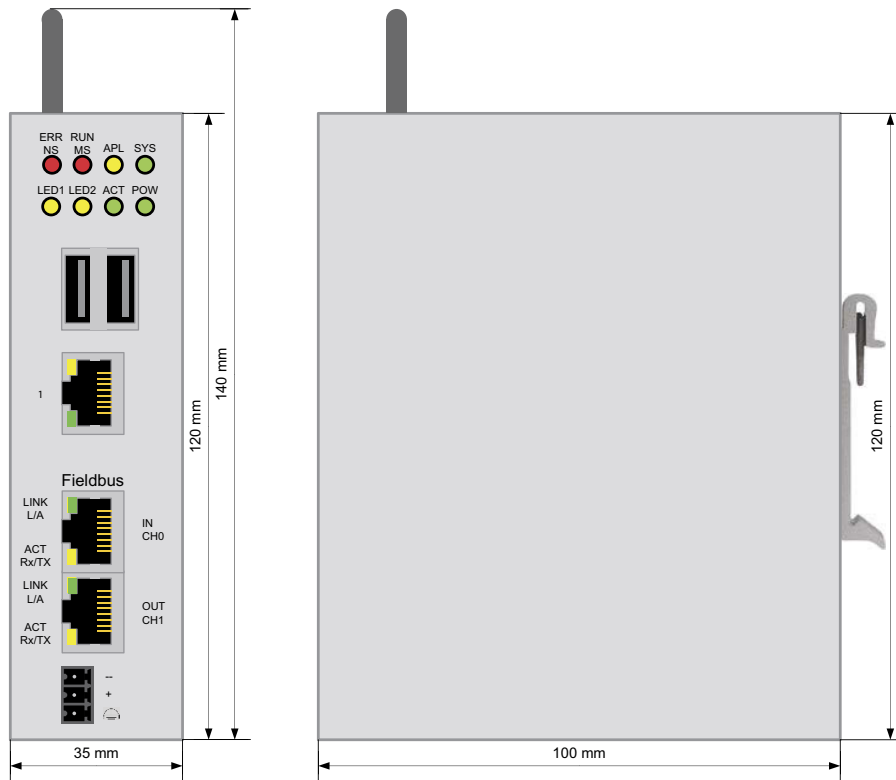 ERR RUN
NS MS APL SYS
LED1 LED2 ACT POW
1
Fieldbus
LINK
L/A
IN
CH0
ACT
Rx/TX
LINK
L/A
OUT
CH1
ACT
Rx/TX
--
+
120 mm
140 mm
35 mm
120 mm
100 mm